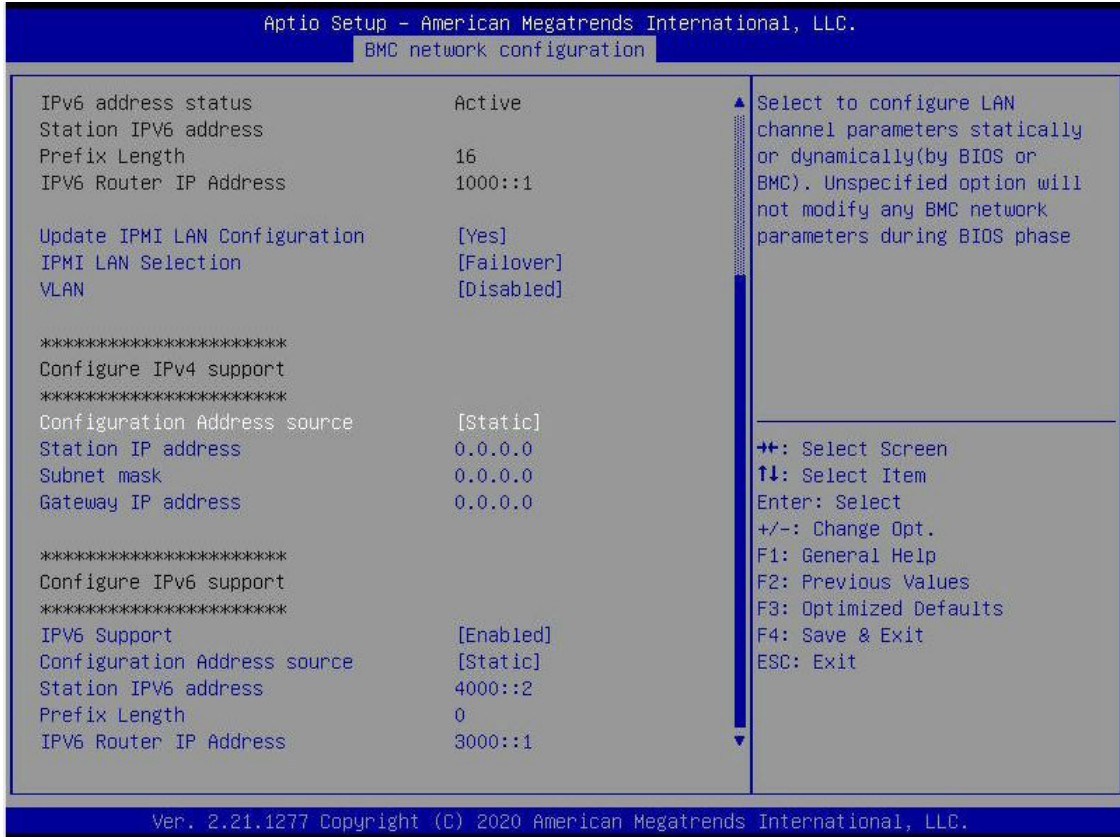 Aptio Setup – American Megatrends International, LLC.
BMC network configuration
IPv6 address status Active
Station IPV6 address
Prefix Length 16
IPV6 Router IP Address 1000::1
Update IPMI LAN Configuration [Yes]
IPMI LAN Selection [Failover]
VLAN [Disabled]
***********************
Configure IPv4 support
***********************
Configuration Address source [Static]
Station IP address 0.0.0.0
Subnet mask 0.0.0.0
Gateway IP address 0.0.0.0
***********************
Configure IPv6 support
***********************
IPV6 Support [Enabled]
Configuration Address source [Static]
Station IPV6 address 4000::2
Prefix Length 0
IPV6 Router IP Address 3000::1
Select to configure LAN
channel parameters statically
or dynamically(by BIOS or
BMC). Unspecified option will
not modify any BMC network
parameters during BIOS phase
→←: Select Screen
↑↓: Select Item
Enter: Select
+/-: Change Opt.
F1: General Help
F2: Previous Values
F3: Optimized Defaults
F4: Save & Exit
ESC: Exit
Ver. 2.21.1277 Copyright (C) 2020 American Megatrends International, LLC.